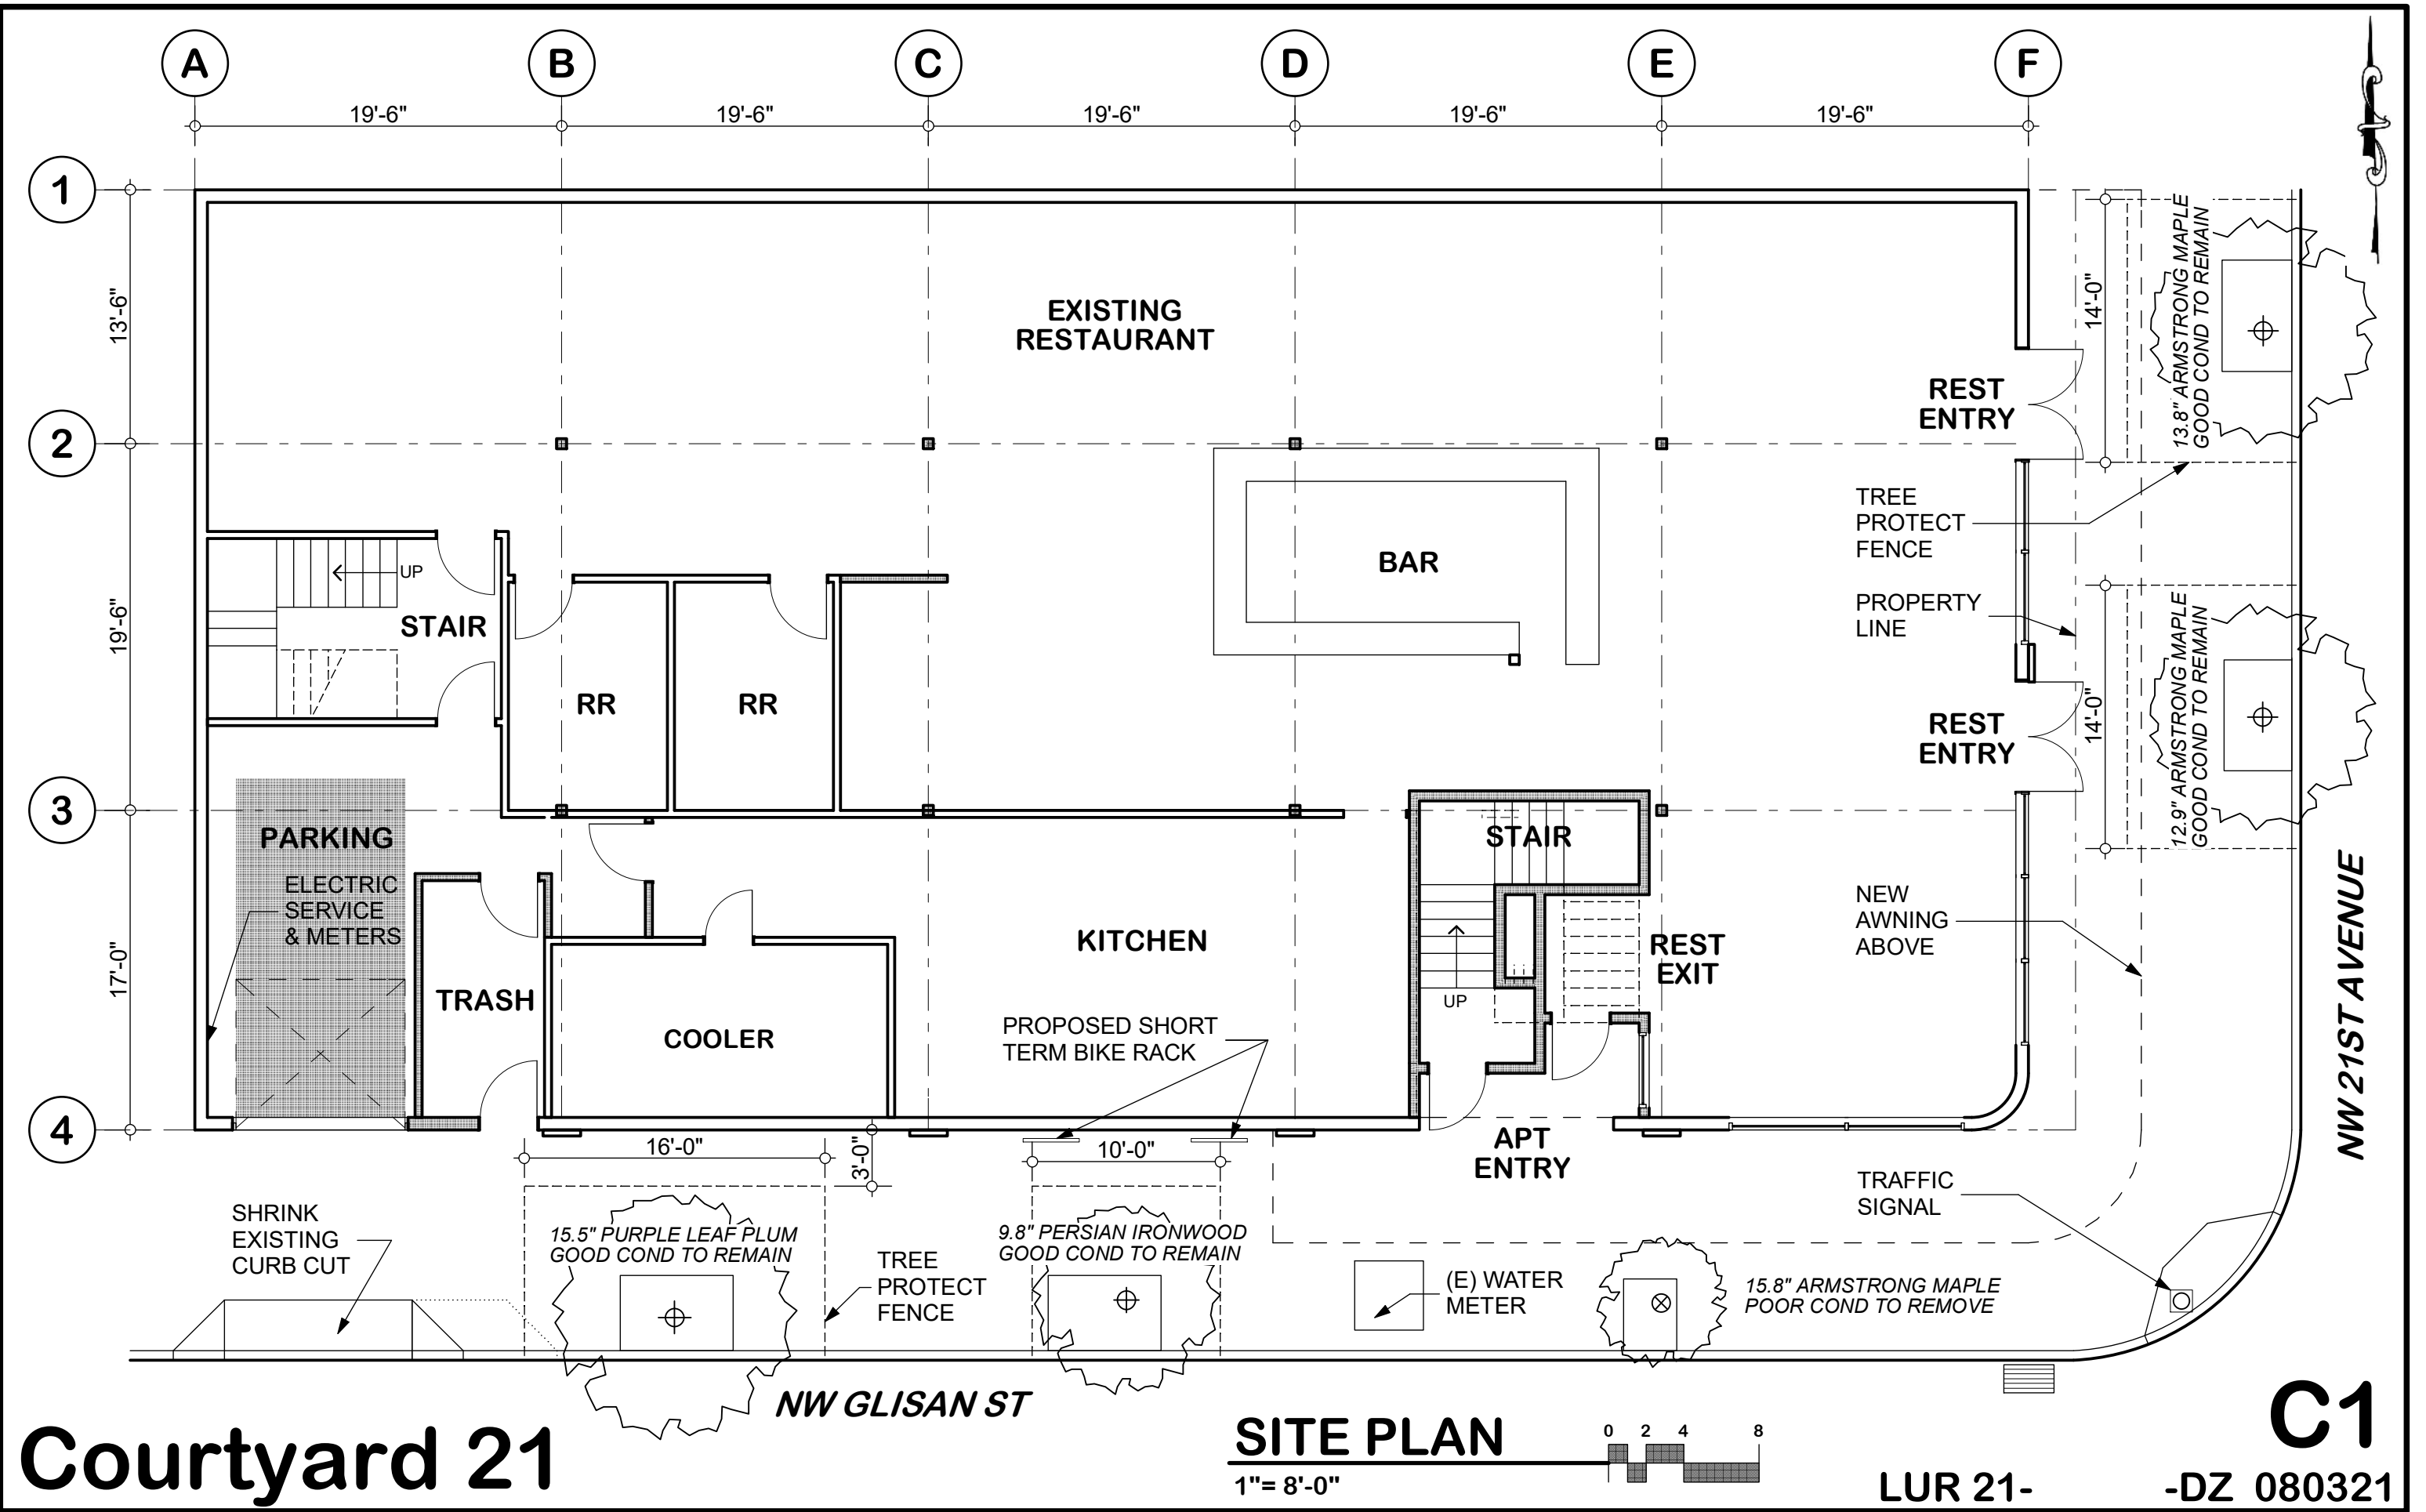 A
B
C
D
E
F
19'-6"
19'-6"
19'-6"
19'-6"
19'-6"
1
2
3
4
13'-6"
19'-6"
17'-0"
EXISTING
RESTAURANT
REST
ENTRY
14'-0"
13.8" ARMSTRONG MAPLE
GOOD COND TO REMAIN
TREE
PROTECT
FENCE
BAR
UP
STAIR
RR
RR
PROPERTY
LINE
REST
ENTRY
14'-0"
12.9" ARMSTRONG MAPLE
GOOD COND TO REMAIN
PARKING
ELECTRIC
SERVICE
& METERS
STAIR
KITCHEN
REST
EXIT
NEW
AWNING
ABOVE
TRASH
COOLER
UP
PROPOSED SHORT
TERM BIKE RACK
NW 21ST AVENUE
16'-0"
3'-0"
10'-0"
APT
ENTRY
TRAFFIC
SIGNAL
SHRINK
EXISTING
CURB CUT
15.5" PURPLE LEAF PLUM
GOOD COND TO REMAIN
TREE
PROTECT
FENCE
9.8" PERSIAN IRONWOOD
GOOD COND TO REMAIN
(E) WATER
METER
15.8" ARMSTRONG MAPLE
POOR COND TO REMOVE
NW GLISAN ST
Courtyard 21
SITE PLAN
1"= 8'-0"
0 2 4 8
C1
LUR 21- -DZ 080321